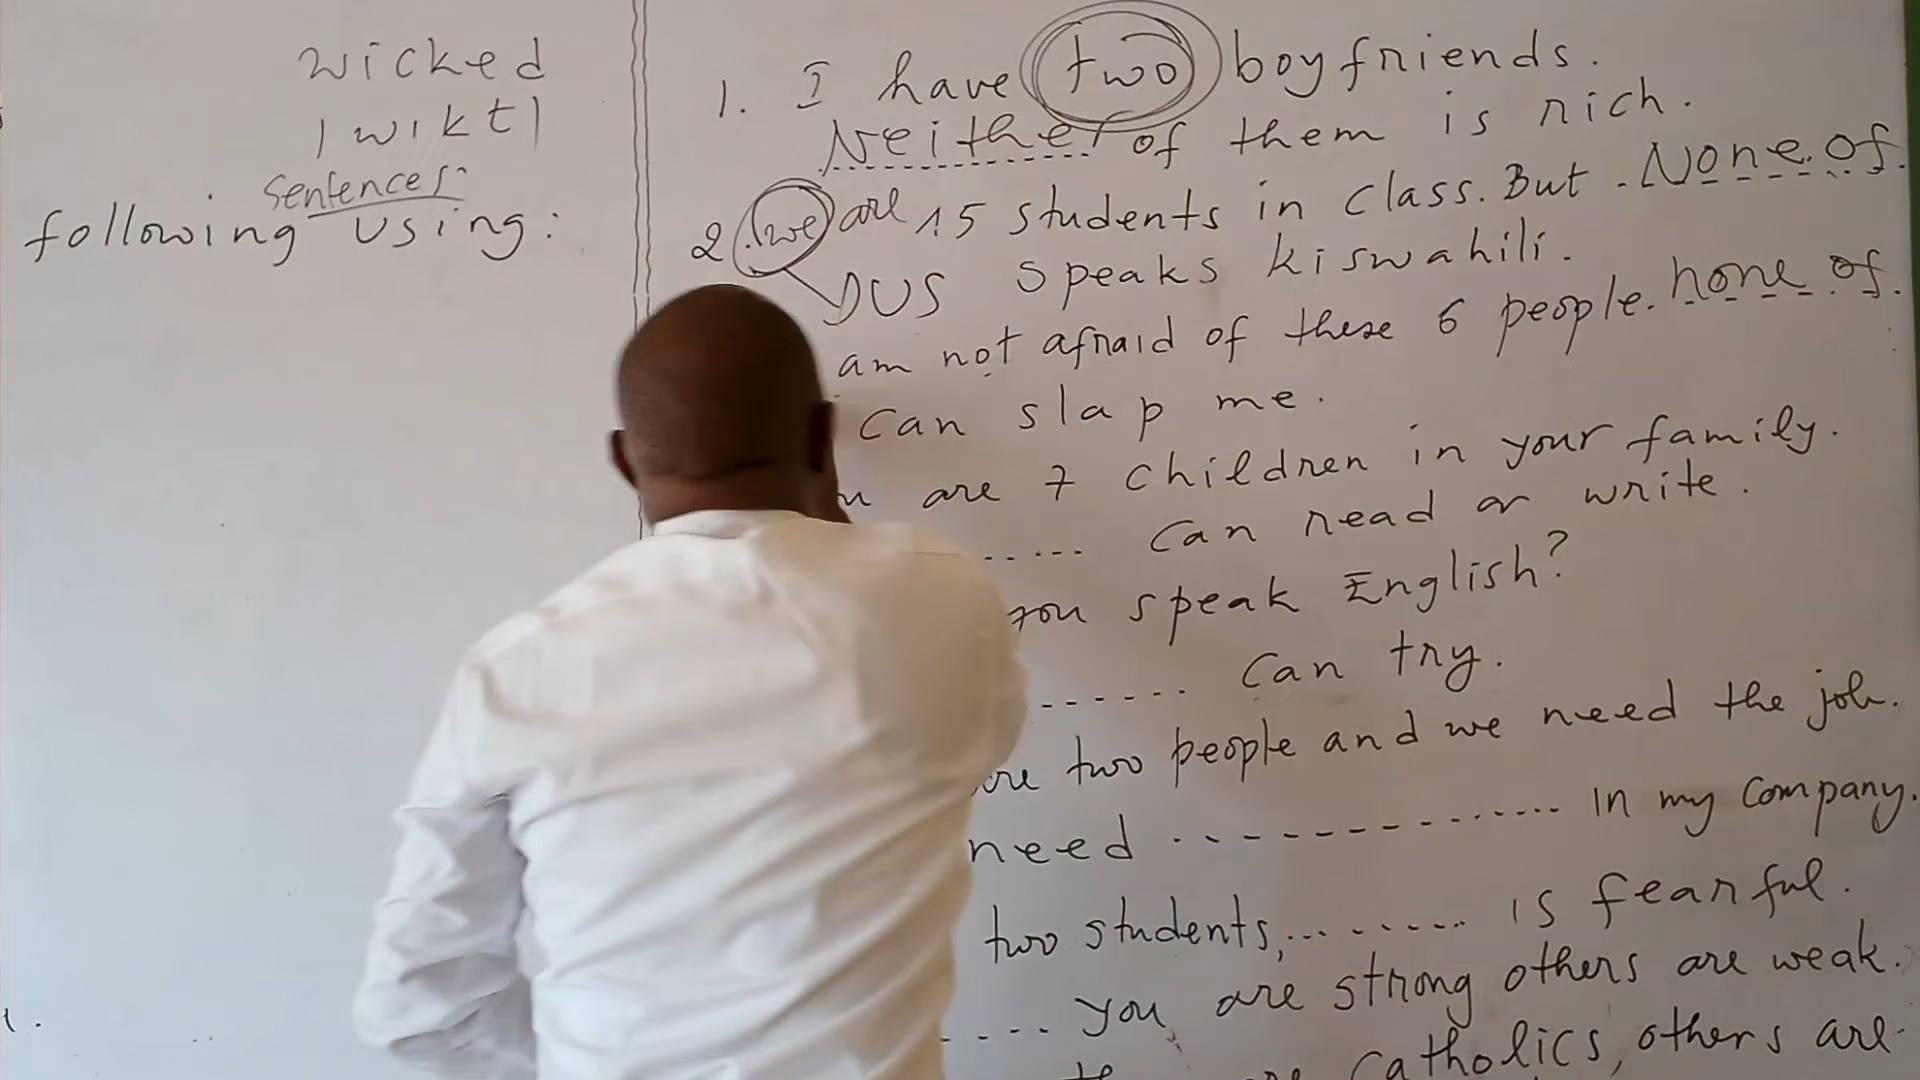 wicked
/wıkt/
sentences
following using:
1. I have two boyfriends.
Neither of them is rich.
2. we are 15 students in class. But None of
us speaks kiswahili.
am not afraid of these 6 people. none of
can slap me.
are 7 children in your family.
..... can read or write.
you speak English?
...... can try.
two people and we need the job.
need .............. in my company.
two students, ......... is fearful.
.... you are strong others are weak.
catholics, others are